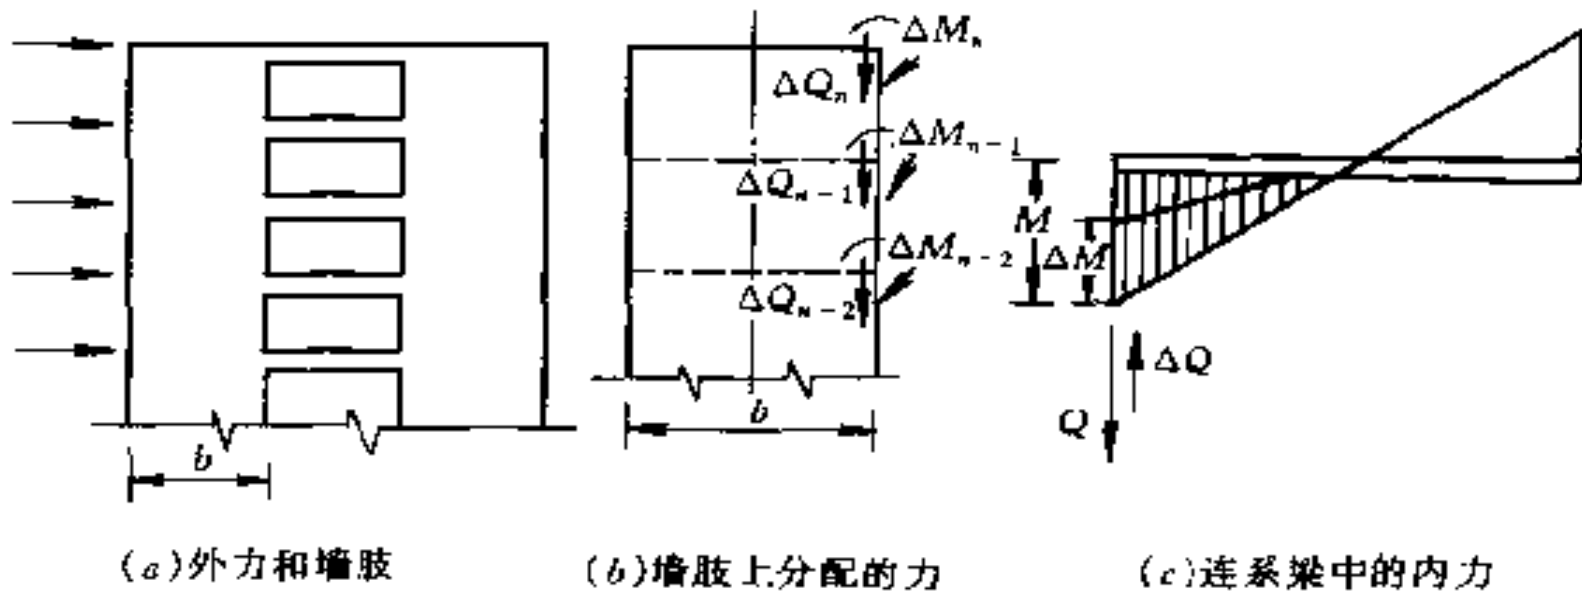 ΔMₙ
ΔQₙ
ΔMₙ₋₁
ΔQₙ₋₁
ΔMₙ₋₂
ΔQₙ₋₂
b
b
M
ΔM
ΔQ
Q
(a)外力和墙肢
(b)墙肢上分配的力
(c)连系梁中的内力